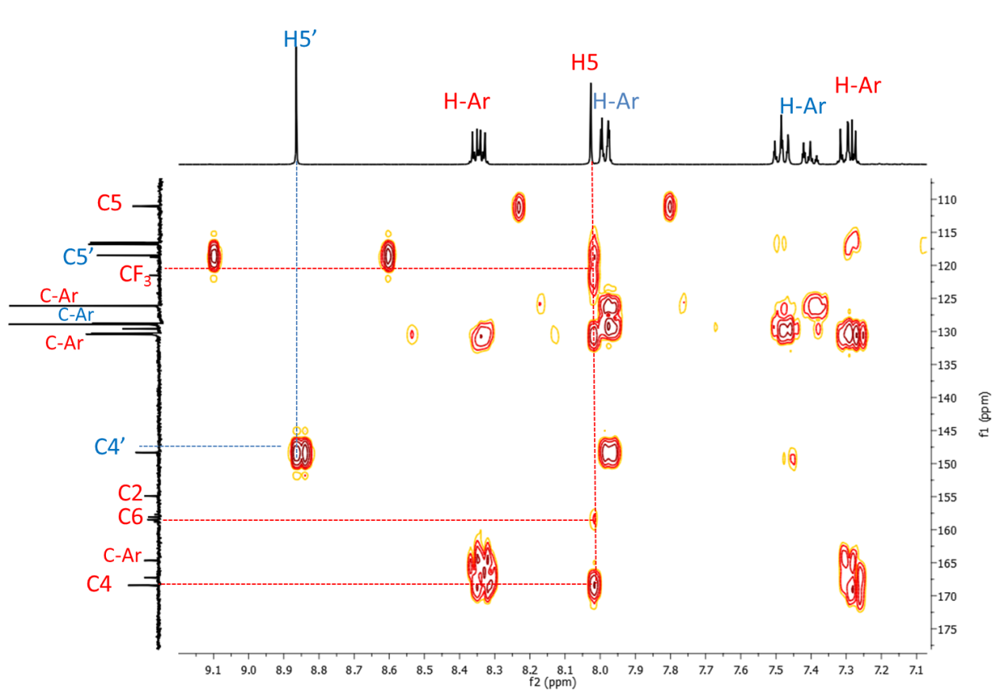 H5’
H5
H-Ar
H-Ar
H-Ar
H-Ar
C5
C5’
CF3
C-Ar
C-Ar
C-Ar
C4’
C2
C6
C-Ar
C4
110
115
120
125
130
135
140
145
150
155
160
165
170
175
f1 (ppm)
9.1 9.0 8.9 8.8 8.7 8.6 8.5 8.4 8.3 8.2 8.1 8.0 7.9 7.8 7.7 7.6 7.5 7.4 7.3 7.2 7.1
f2 (ppm)